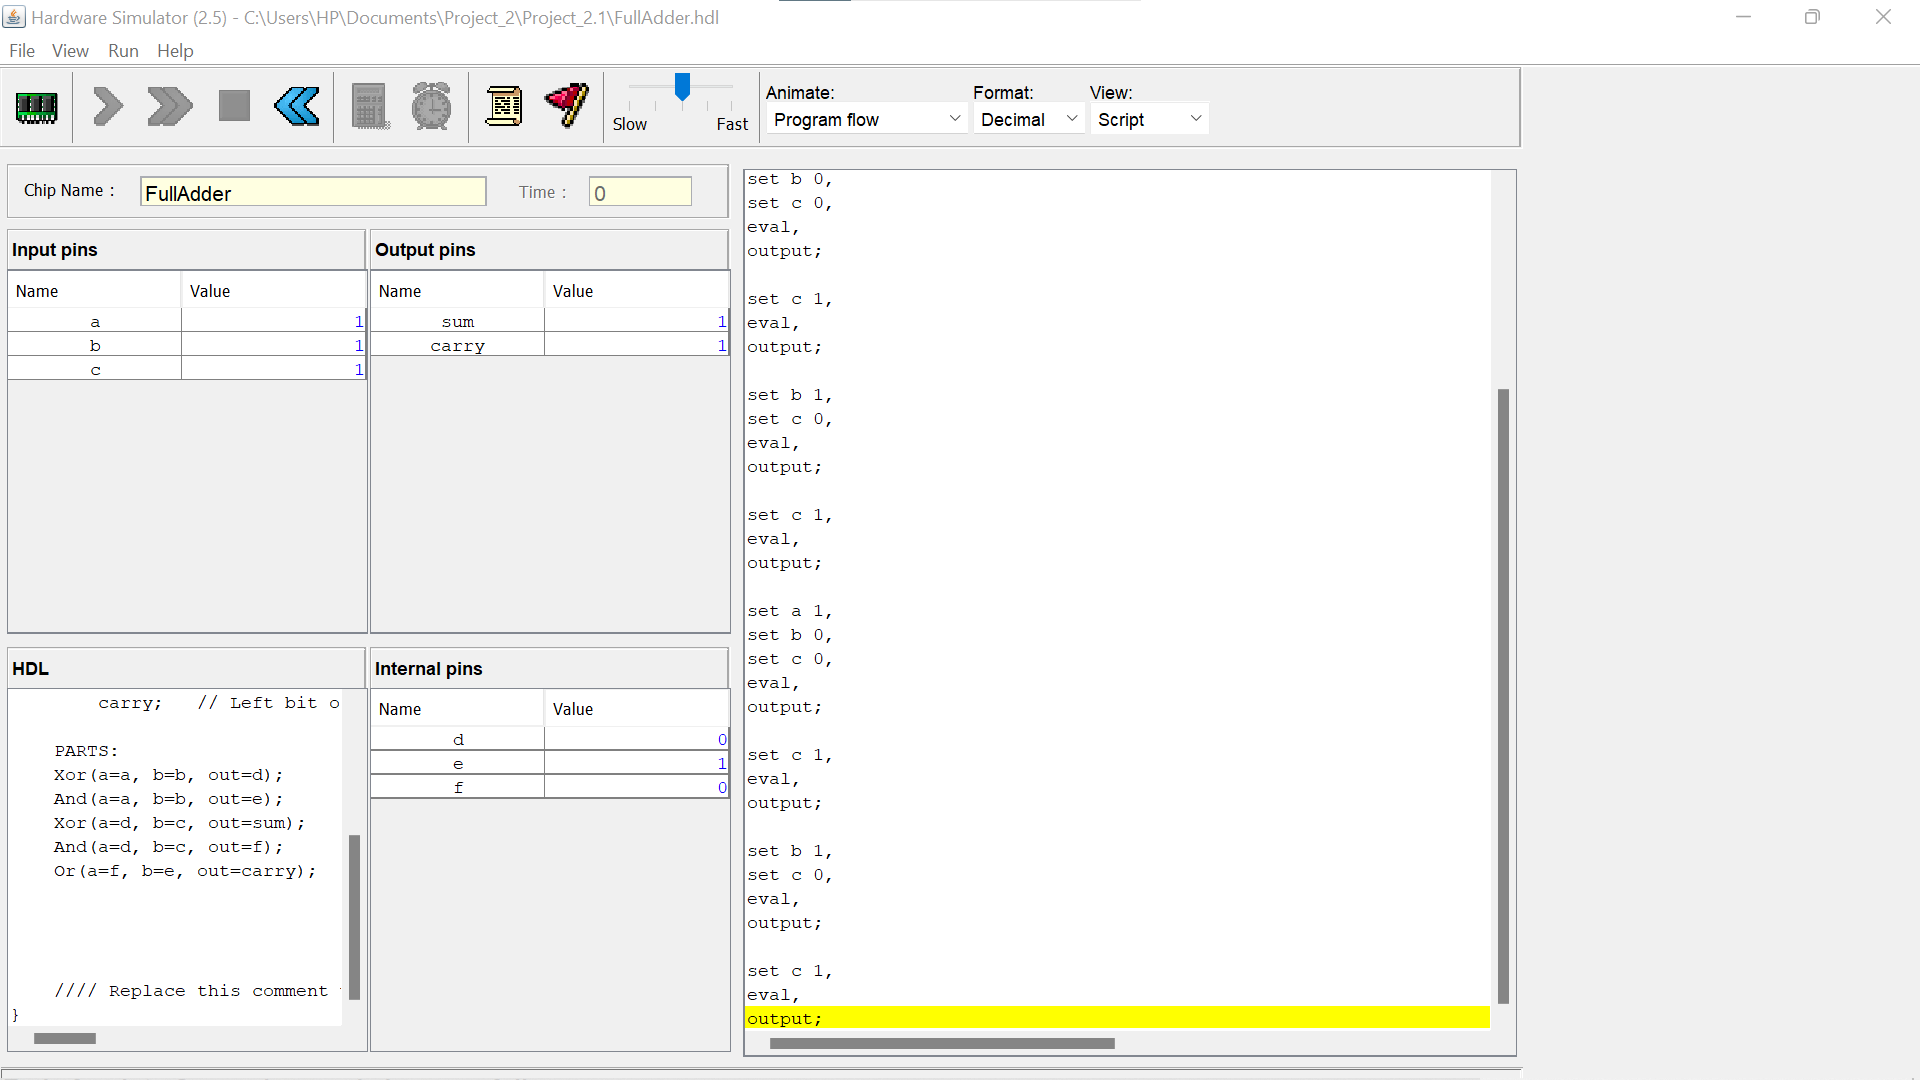 Hardware Simulator (2.5) - C:\Users\HP\Documents\Project_2\Project_2.1\FullAdder.hdl
File View Run Help
Slow Fast
Animate: Format: View:
Program flow Decimal Script
Chip Name : FullAdder Time : 0
Input pins
Name Value
a 1
b 1
c 1
Output pins
Name Value
sum 1
carry 1
HDL
carry; // Left bit o
PARTS:
Xor(a=a, b=b, out=d);
And(a=a, b=b, out=e);
Xor(a=d, b=c, out=sum);
And(a=d, b=c, out=f);
Or(a=f, b=e, out=carry);
//// Replace this comment
}
Internal pins
Name Value
d 0
e 1
f 0
set b 0,
set c 0,
eval,
output;
set c 1,
eval,
output;
set b 1,
set c 0,
eval,
output;
set c 1,
eval,
output;
set a 1,
set b 0,
set c 0,
eval,
output;
set c 1,
eval,
output;
set b 1,
set c 0,
eval,
output;
set c 1,
eval,
output;